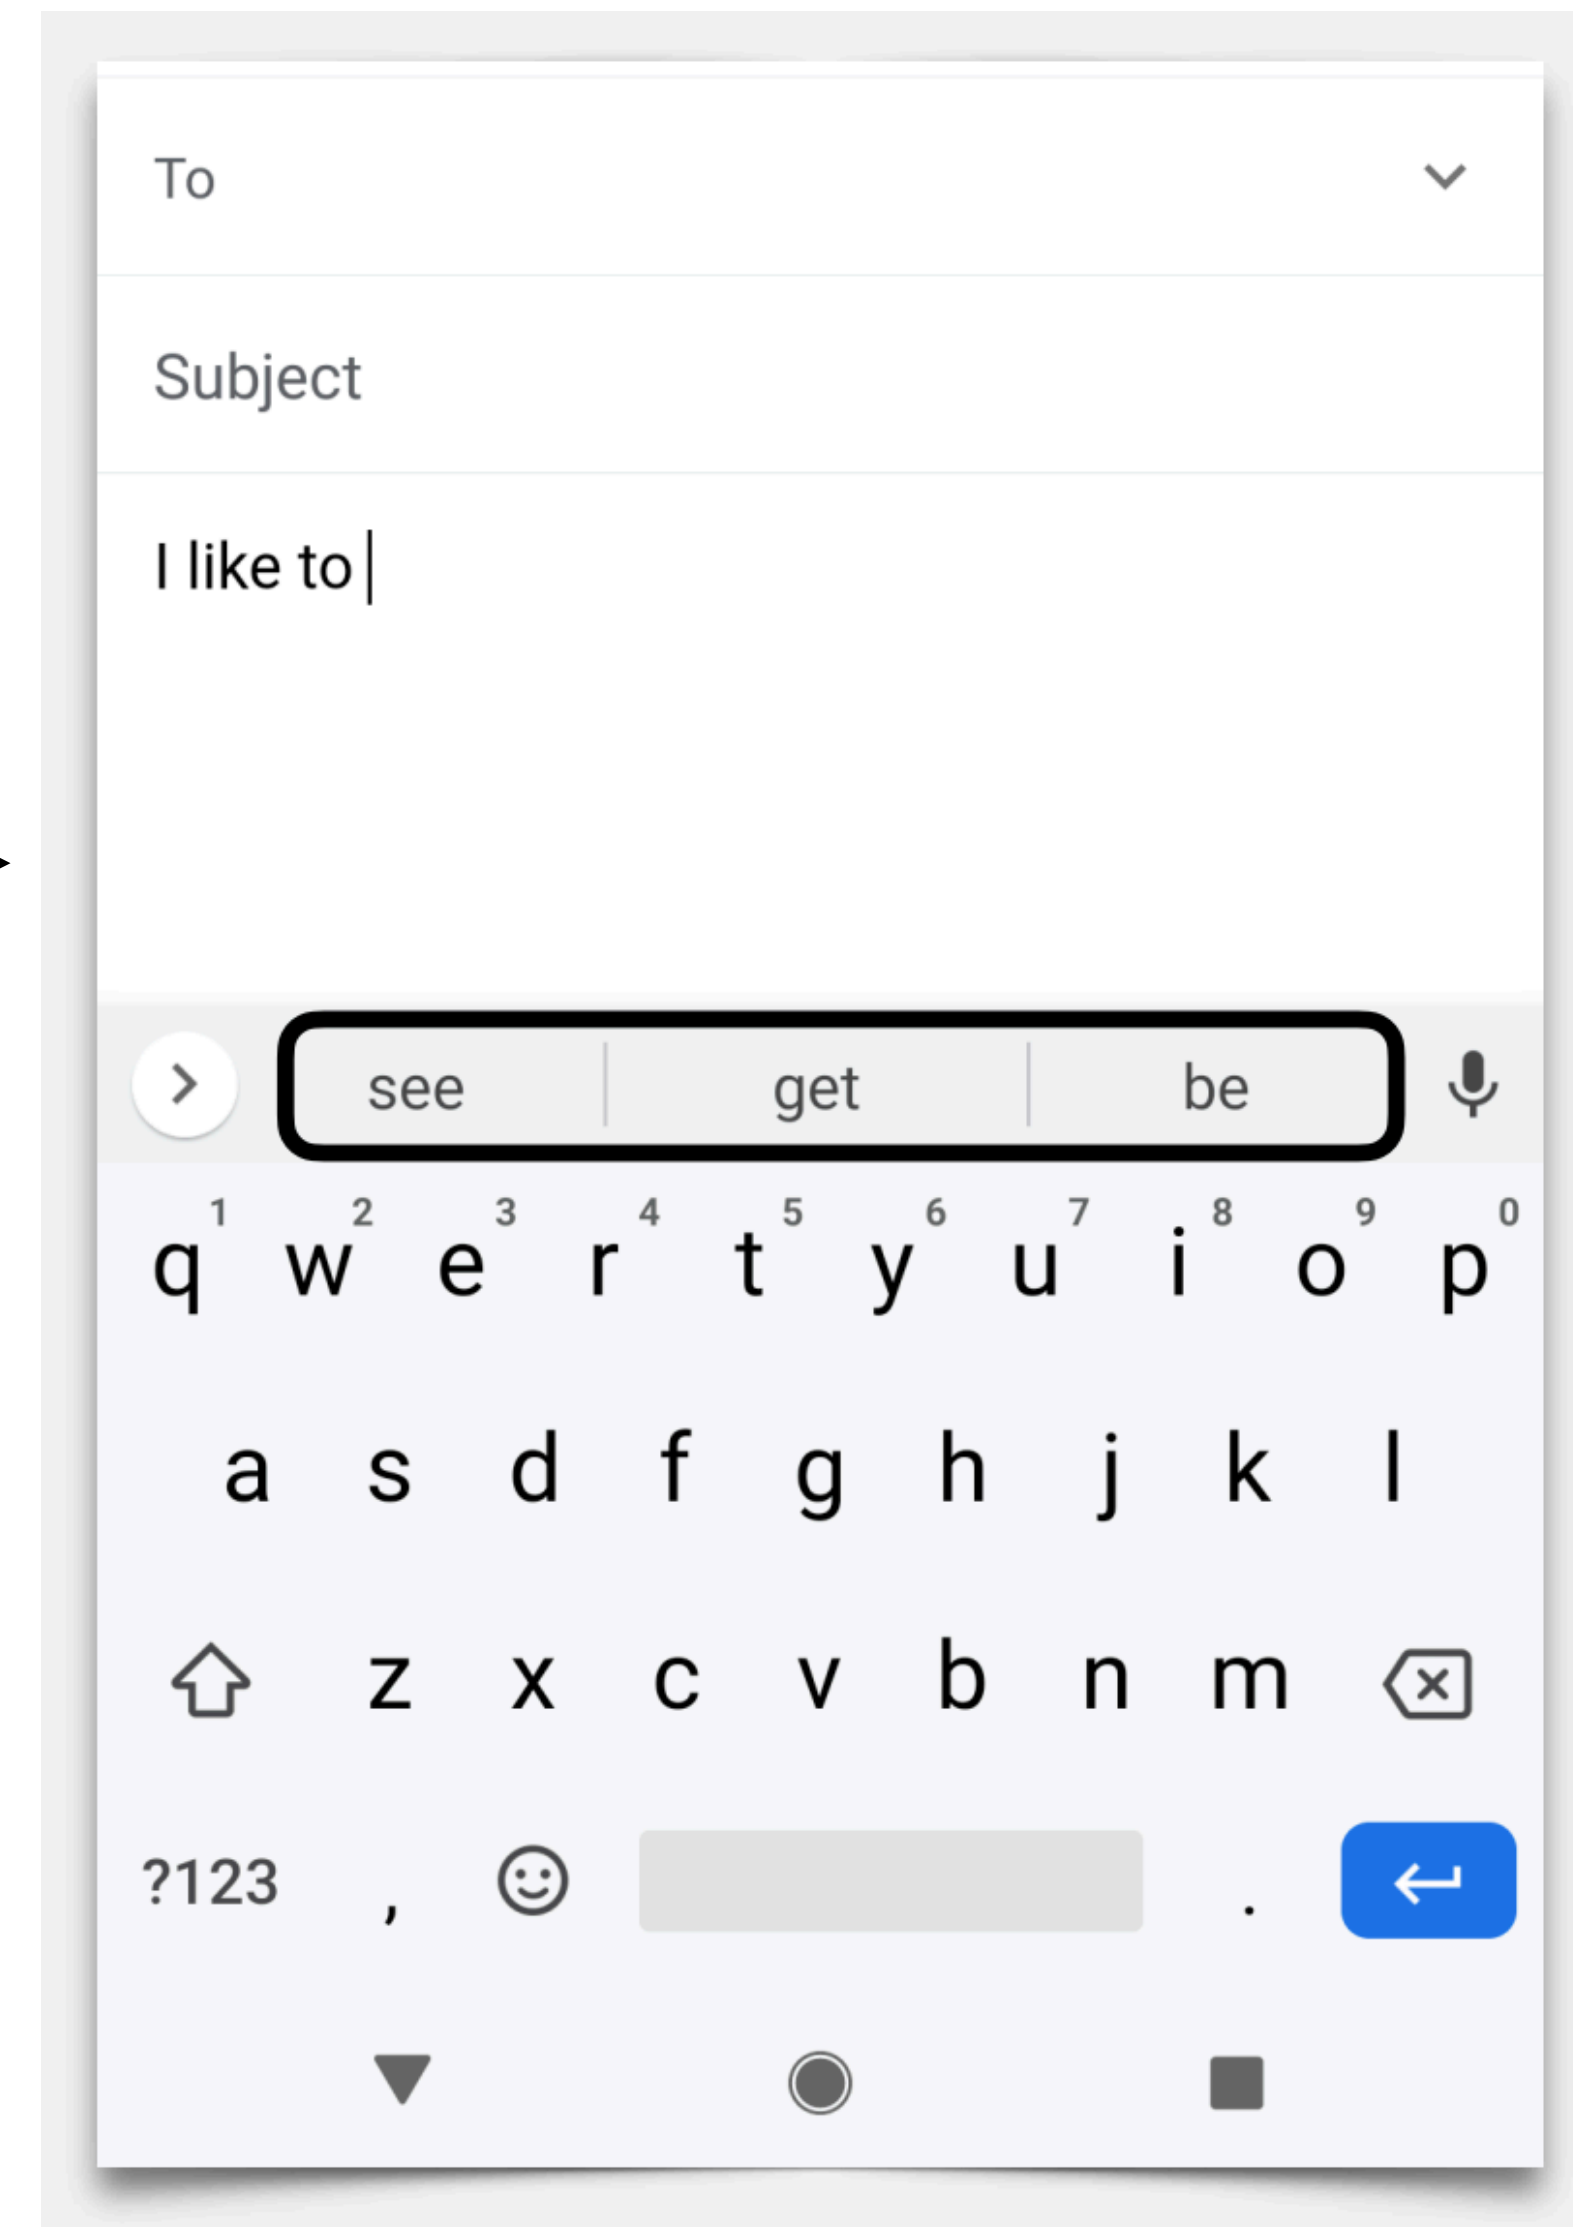 To
Subject
I like to
see get be
1 2 3 4 5 6 7 8 9 0
q w e r t y u i o p
a s d f g h j k l
z x c v b n m
?123 , .